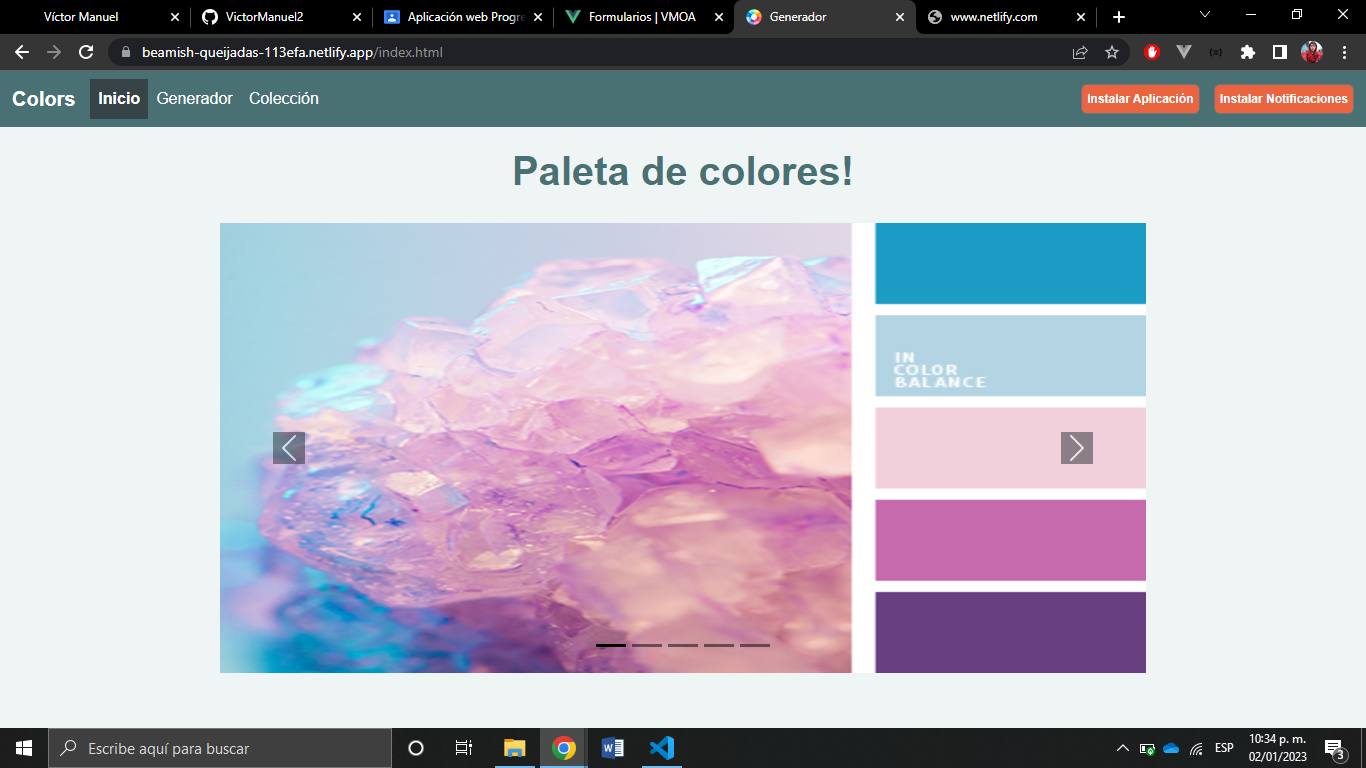 Víctor Manuel
VictorManuel2
Aplicación web Progre
Formularios | VMOA
Generador
www.netlify.com
beamish-queijadas-113efa.netlify.app/index.html
Colors
Inicio
Generador
Colección
Instalar Aplicación
Instalar Notificaciones
Paleta de colores!
IN
COLOR
BALANCE
Escribe aquí para buscar
ESP
10:34 p. m.
02/01/2023
3